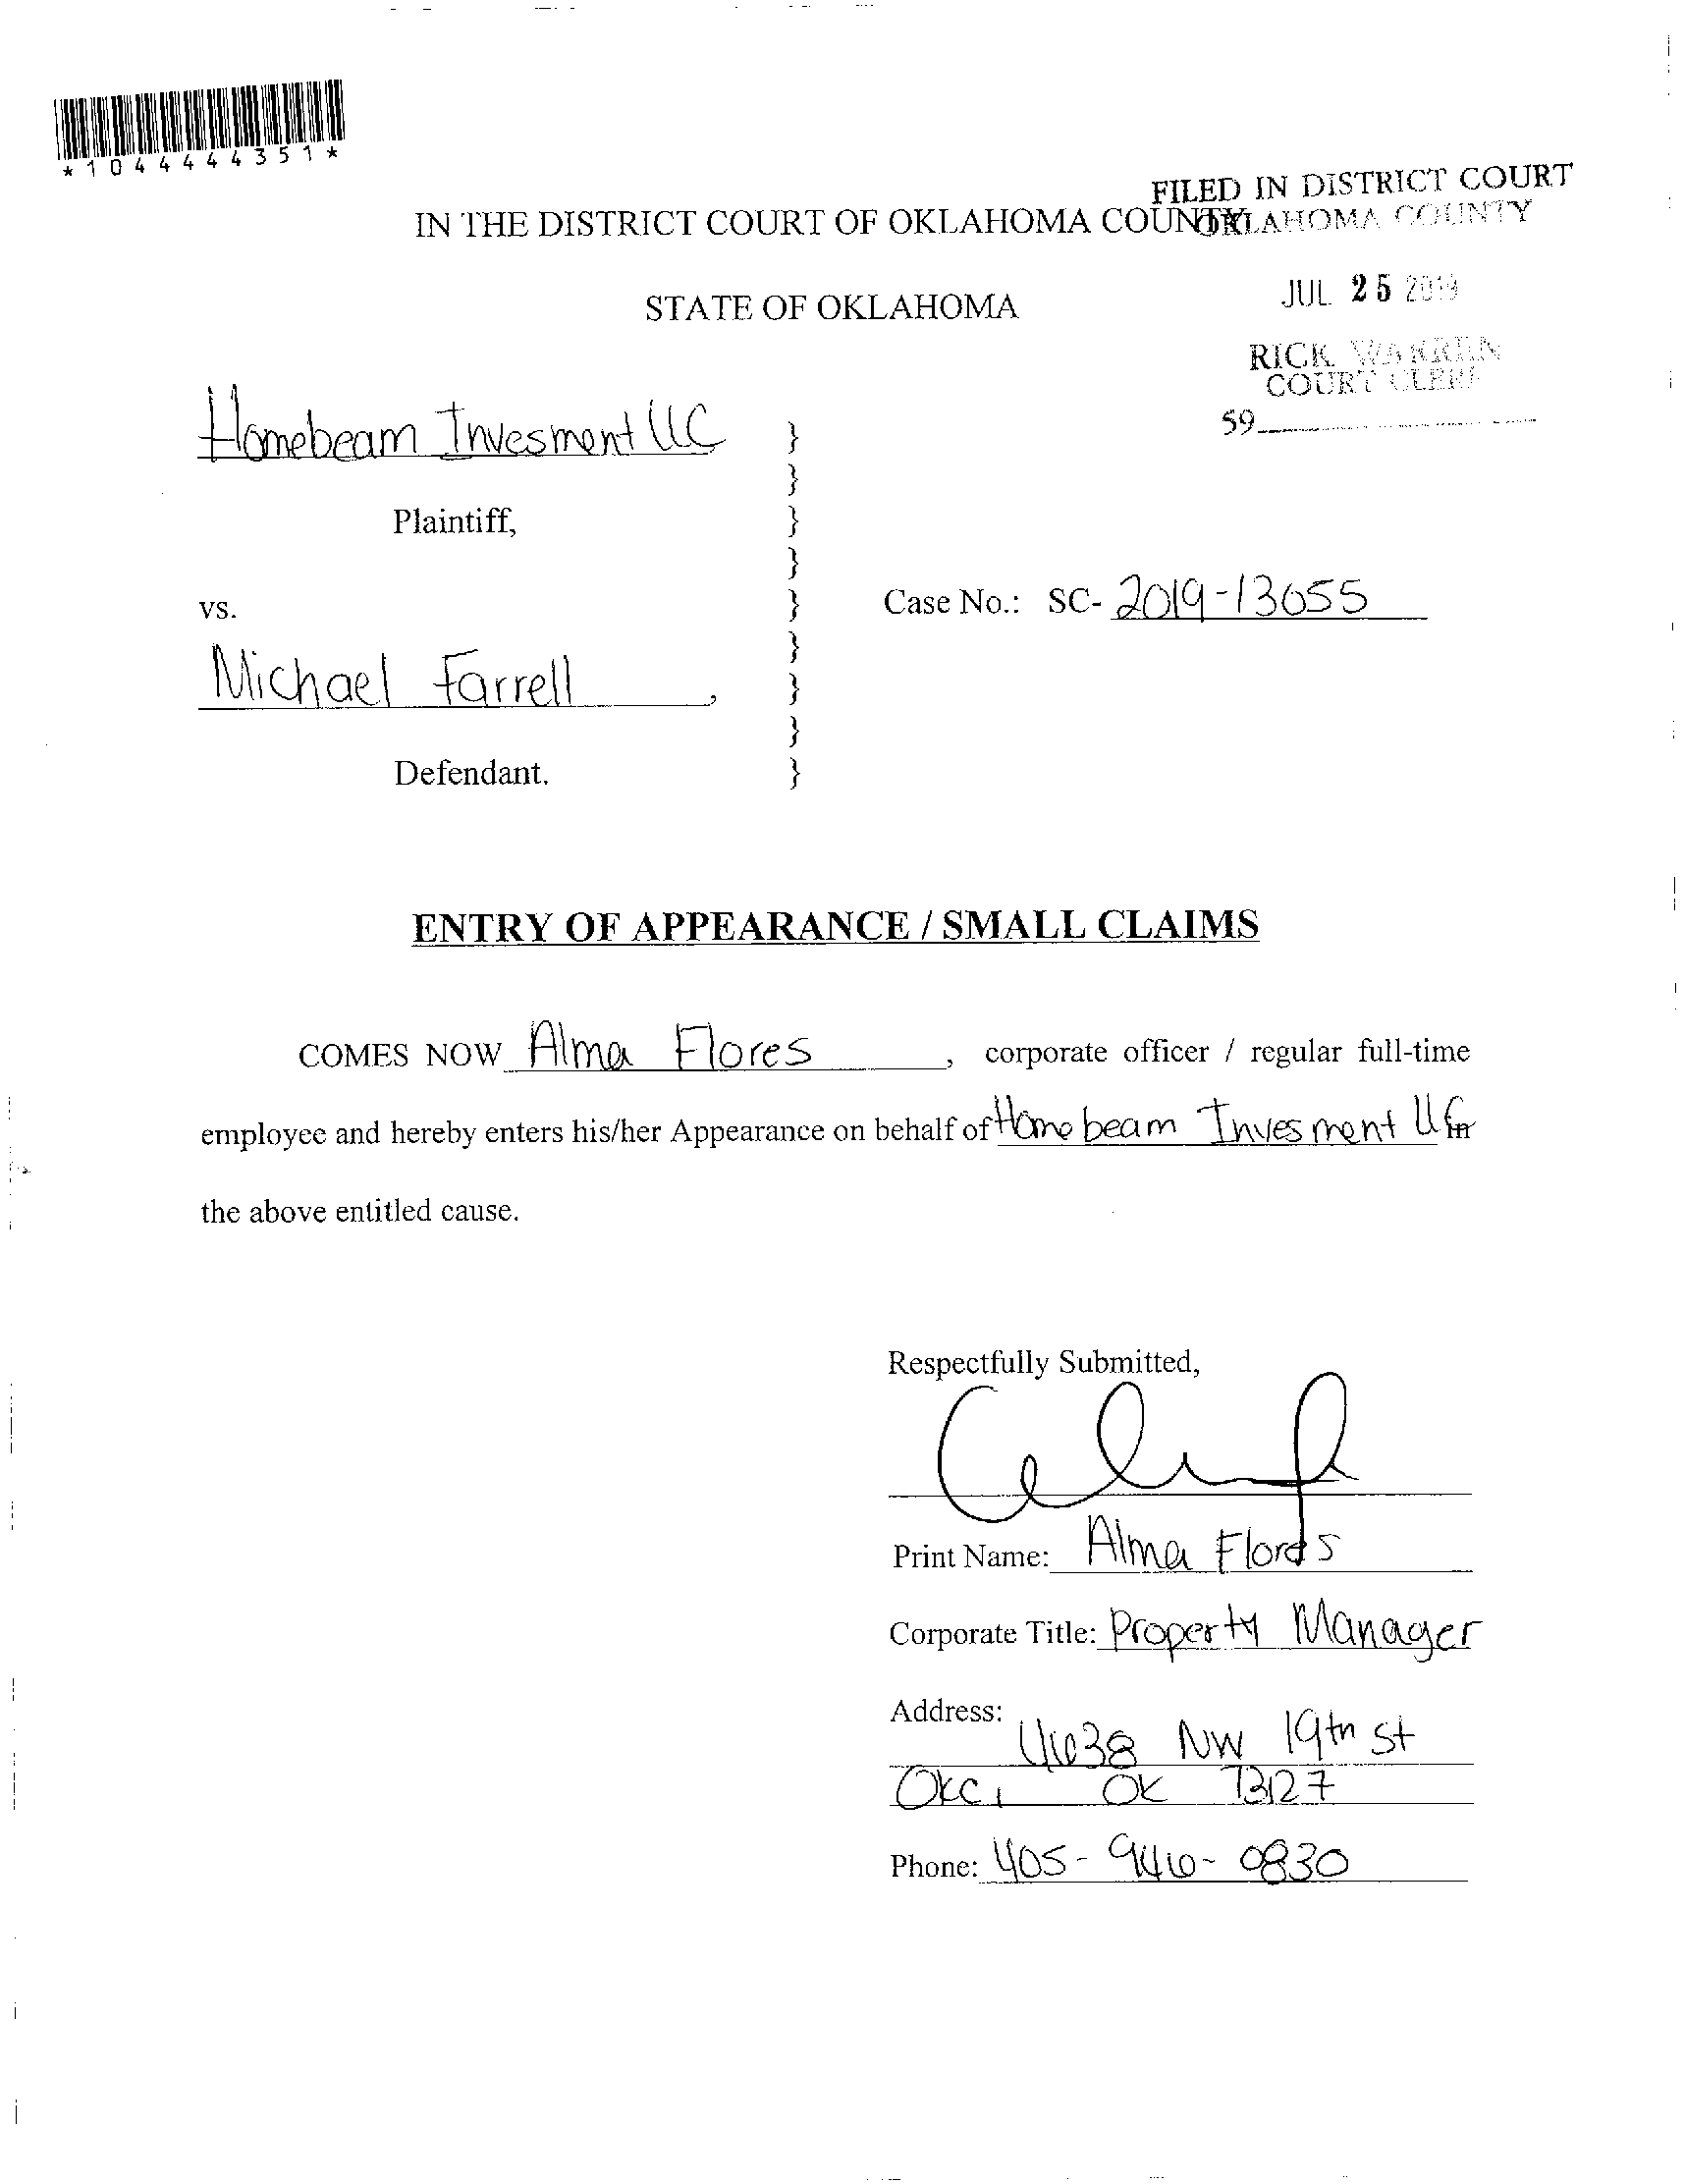 *1044444351*
FILED IN DISTRICT COURT
OKLAHOMA COUNTY
IN THE DISTRICT COURT OF OKLAHOMA COUNTY
JUL 25 2019
STATE OF OKLAHOMA
RICK WARREN
COURT CLERK
59
Homebeam Invesment LLC
}
}
Plaintiff,
}
}
vs.
}
Case No.: SC- 2019-13655
}
Michael Farrell,
}
}
Defendant.
}
ENTRY OF APPEARANCE / SMALL CLAIMS
COMES NOW Alma Flores, corporate officer / regular full-time
employee and hereby enters his/her Appearance on behalf of Homebeam Invesment LLC in
the above entitled cause.
Respectfully Submitted,
Print Name: Alma Flores
Corporate Title: Property Manager
Address:
4638 NW 19th St
OKC, OK 73127
Phone: 405-946-0830